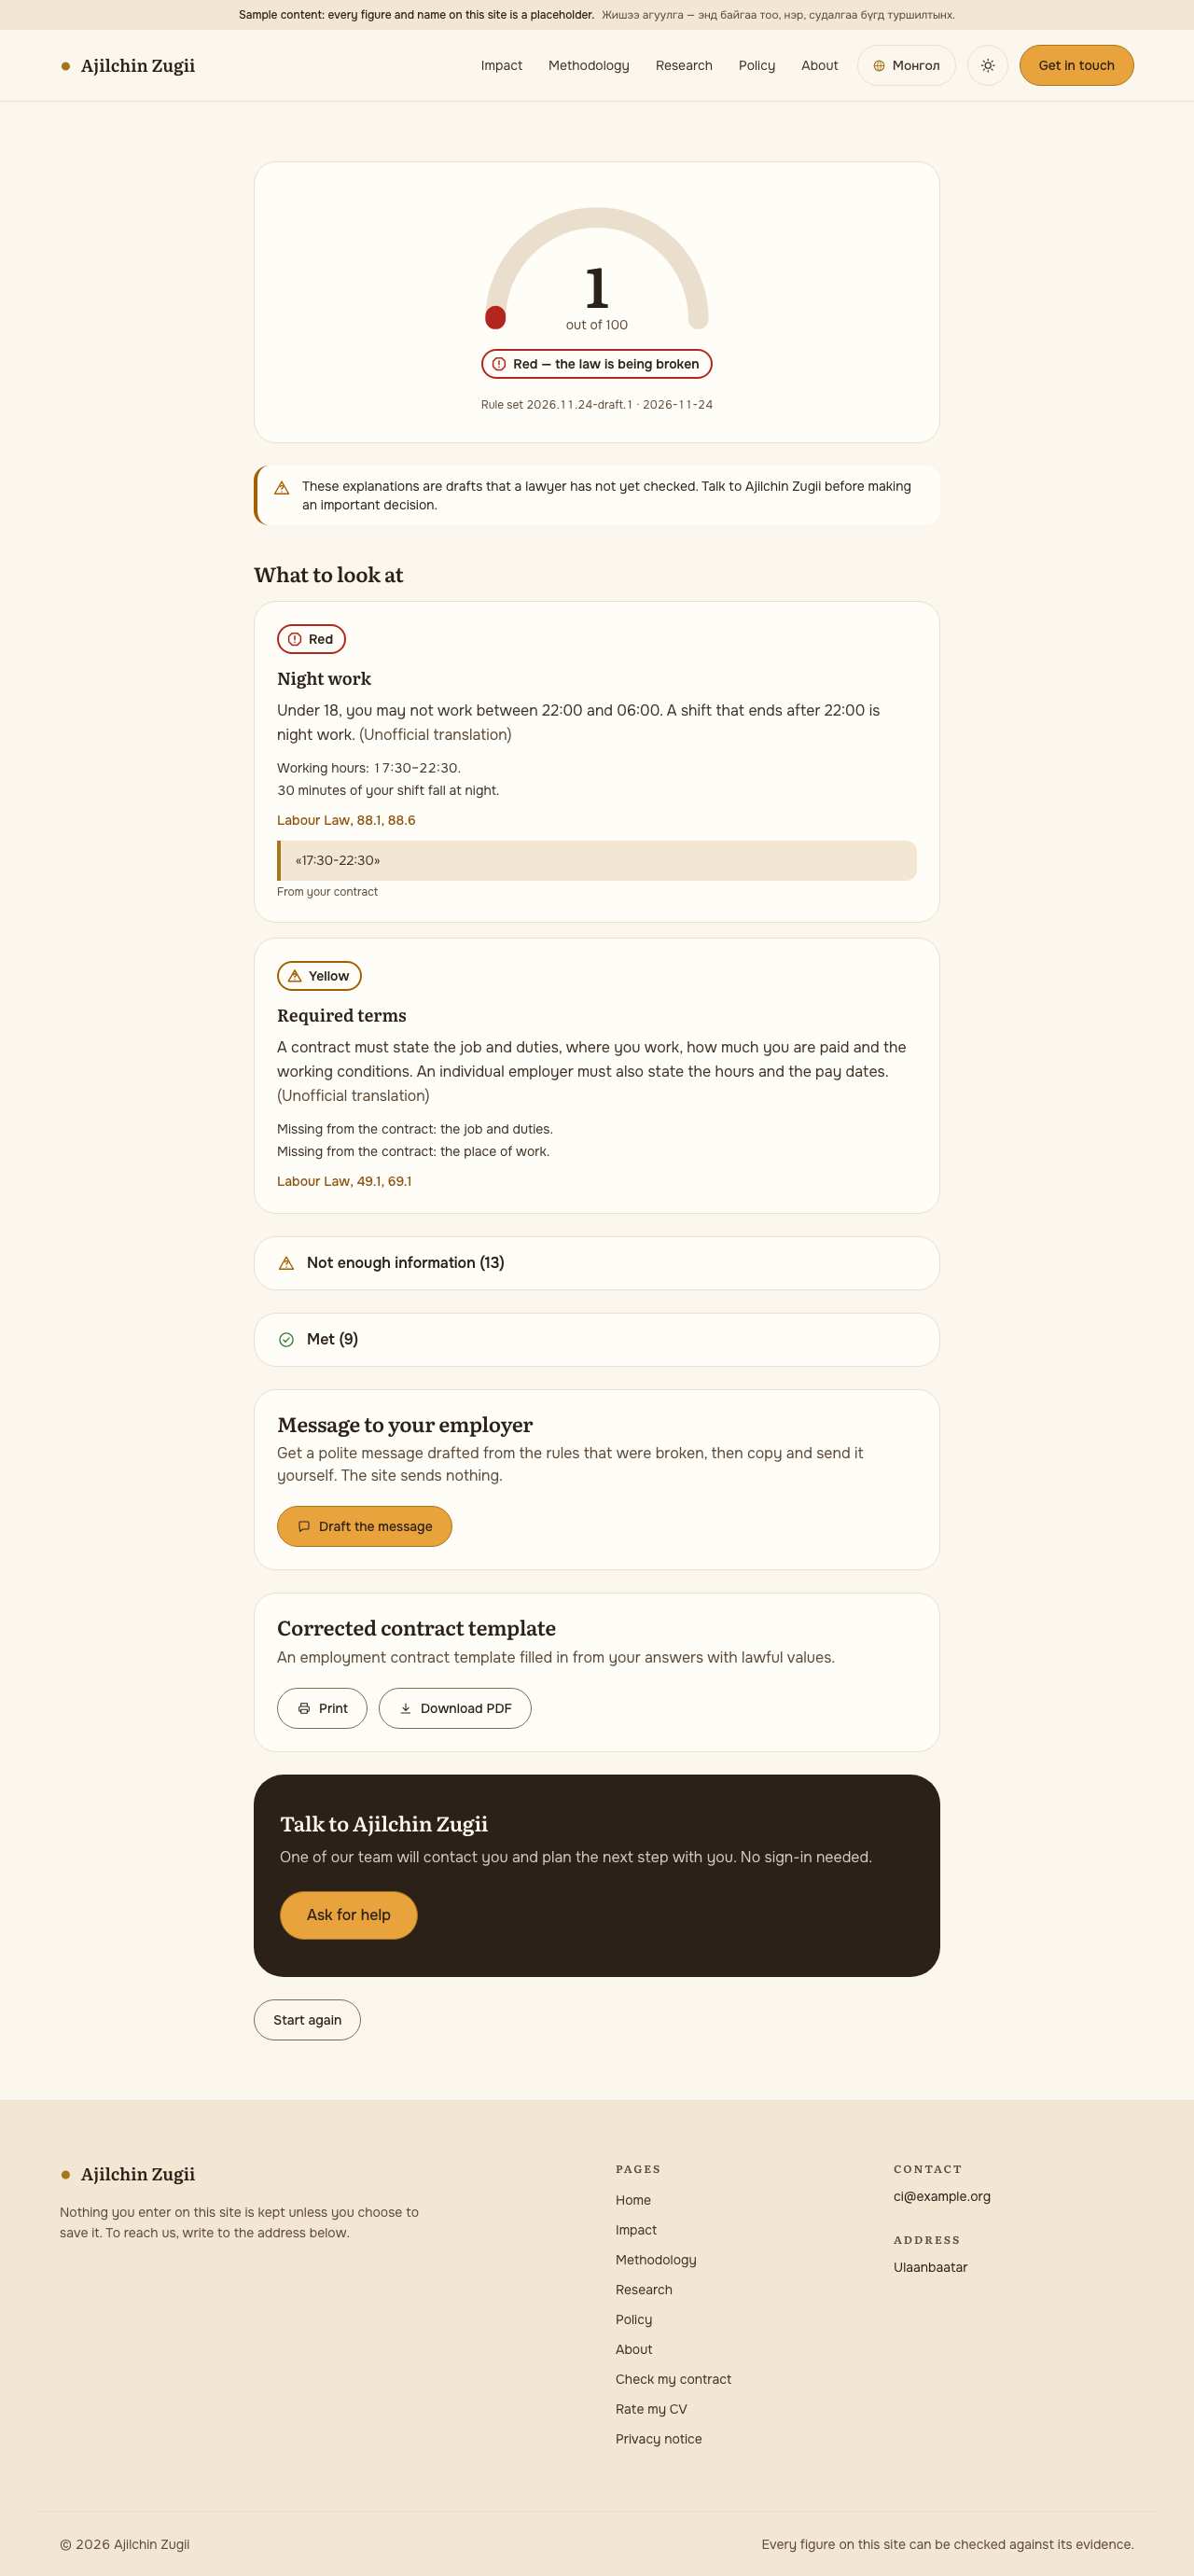 Sample content: every figure and name on this site is a placeholder. Жишээ агуулга — энд байгаа тоо, нэр, судалгаа бүгд туршилтынх.
Ajilchin Zugii
Impact Methodology Research Policy About Монгол Get in touch
1
out of 100
Red — the law is being broken
Rule set 2026.11.24-draft.1 · 2026-11-24
These explanations are drafts that a lawyer has not yet checked. Talk to Ajilchin Zugii before making
an important decision.
What to look at
Red
Night work
Under 18, you may not work between 22:00 and 06:00. A shift that ends after 22:00 is
night work. (Unofficial translation)
Working hours: 17:30–22:30.
30 minutes of your shift fall at night.
Labour Law, 88.1, 88.6
«17:30-22:30»
From your contract
Yellow
Required terms
A contract must state the job and duties, where you work, how much you are paid and the
working conditions. An individual employer must also state the hours and the pay dates.
(Unofficial translation)
Missing from the contract: the job and duties.
Missing from the contract: the place of work.
Labour Law, 49.1, 69.1
Not enough information (13)
Met (9)
Message to your employer
Get a polite message drafted from the rules that were broken, then copy and send it
yourself. The site sends nothing.
Draft the message
Corrected contract template
An employment contract template filled in from your answers with lawful values.
Print Download PDF
Talk to Ajilchin Zugii
One of our team will contact you and plan the next step with you. No sign-in needed.
Ask for help
Start again
Ajilchin Zugii
Nothing you enter on this site is kept unless you choose to
save it. To reach us, write to the address below.
PAGES
Home
Impact
Methodology
Research
Policy
About
Check my contract
Rate my CV
Privacy notice
CONTACT
ci@example.org
ADDRESS
Ulaanbaatar
© 2026 Ajilchin Zugii
Every figure on this site can be checked against its evidence.